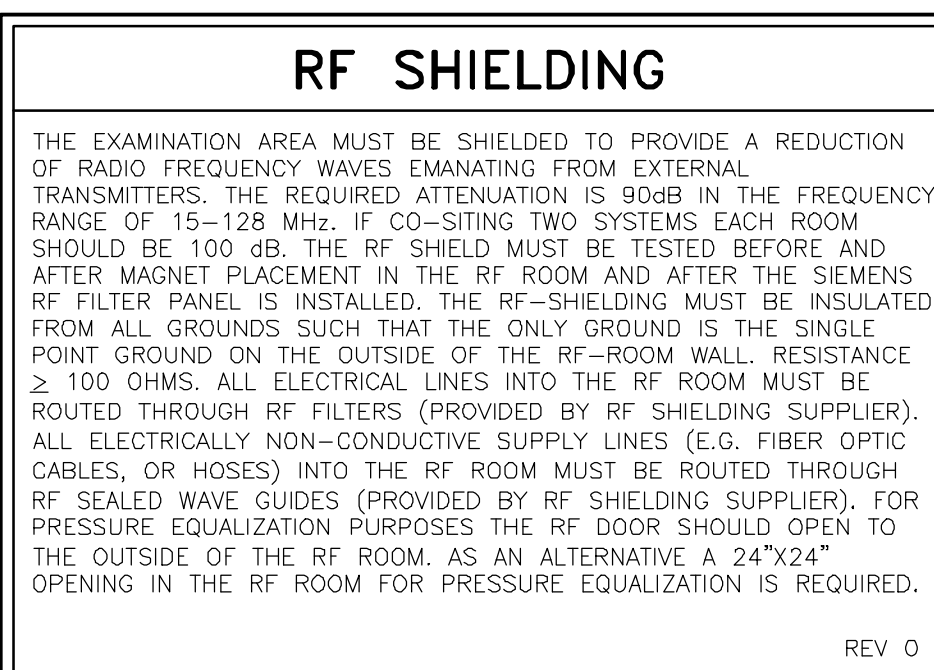 RF SHIELDING
THE EXAMINATION AREA MUST BE SHIELDED TO PROVIDE A REDUCTION
OF RADIO FREQUENCY WAVES EMANATING FROM EXTERNAL
TRANSMITTERS. THE REQUIRED ATTENUATION IS 90dB IN THE FREQUENCY
RANGE OF 15-128 MHz. IF CO-SITING TWO SYSTEMS EACH ROOM
SHOULD BE 100 dB. THE RF SHIELD MUST BE TESTED BEFORE AND
AFTER MAGNET PLACEMENT IN THE RF ROOM AND AFTER THE SIEMENS
RF FILTER PANEL IS INSTALLED. THE RF-SHIELDING MUST BE INSULATED
FROM ALL GROUNDS SUCH THAT THE ONLY GROUND IS THE SINGLE
POINT GROUND ON THE OUTSIDE OF THE RF-ROOM WALL. RESISTANCE
≥ 100 OHMS. ALL ELECTRICAL LINES INTO THE RF ROOM MUST BE
ROUTED THROUGH RF FILTERS (PROVIDED BY RF SHIELDING SUPPLIER).
ALL ELECTRICALLY NON-CONDUCTIVE SUPPLY LINES (E.G. FIBER OPTIC
CABLES, OR HOSES) INTO THE RF ROOM MUST BE ROUTED THROUGH
RF SEALED WAVE GUIDES (PROVIDED BY RF SHIELDING SUPPLIER). FOR
PRESSURE EQUALIZATION PURPOSES THE RF DOOR SHOULD OPEN TO
THE OUTSIDE OF THE RF ROOM. AS AN ALTERNATIVE A 24"X24"
OPENING IN THE RF ROOM FOR PRESSURE EQUALIZATION IS REQUIRED.
REV 0